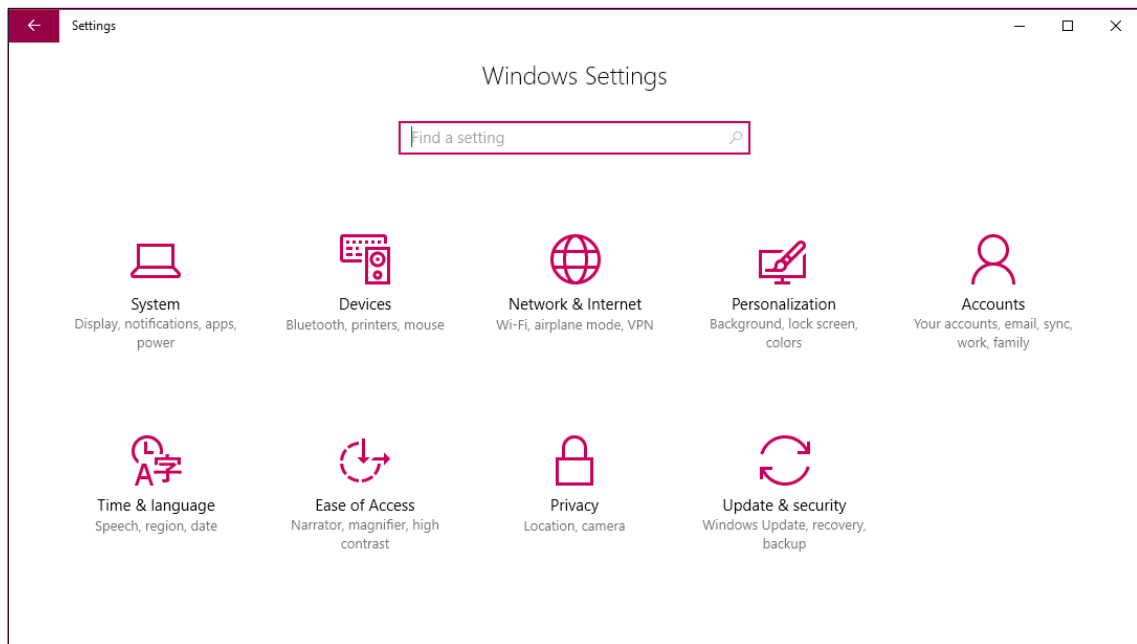 Settings
Windows Settings
Find a setting
System
Display, notifications, apps,
power
Devices
Bluetooth, printers, mouse
Network & Internet
Wi-Fi, airplane mode, VPN
Personalization
Background, lock screen,
colors
Accounts
Your accounts, email, sync,
work, family
A字
Time & language
Speech, region, date
Ease of Access
Narrator, magnifier, high
contrast
Privacy
Location, camera
Update & security
Windows Update, recovery,
backup